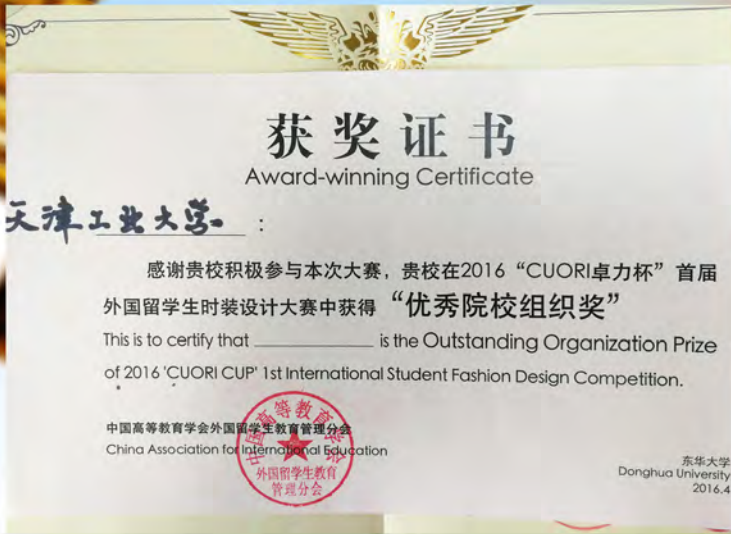 获奖证书
Award-winning Certificate
天津工业大学：
感谢贵校积极参与本次大赛，贵校在2016“CUORI卓力杯”首届
外国留学生时装设计大赛中获得“优秀院校组织奖”
This is to certify that ____________ is the Outstanding Organization Prize
of 2016 'CUORI CUP' 1st International Student Fashion Design Competition.
中国高等教育学会外国留学生教育管理分会
China Association for International Education
中国高等教育学会
外国留学生教育
管理分会
东华大学
Donghua University
2016.4